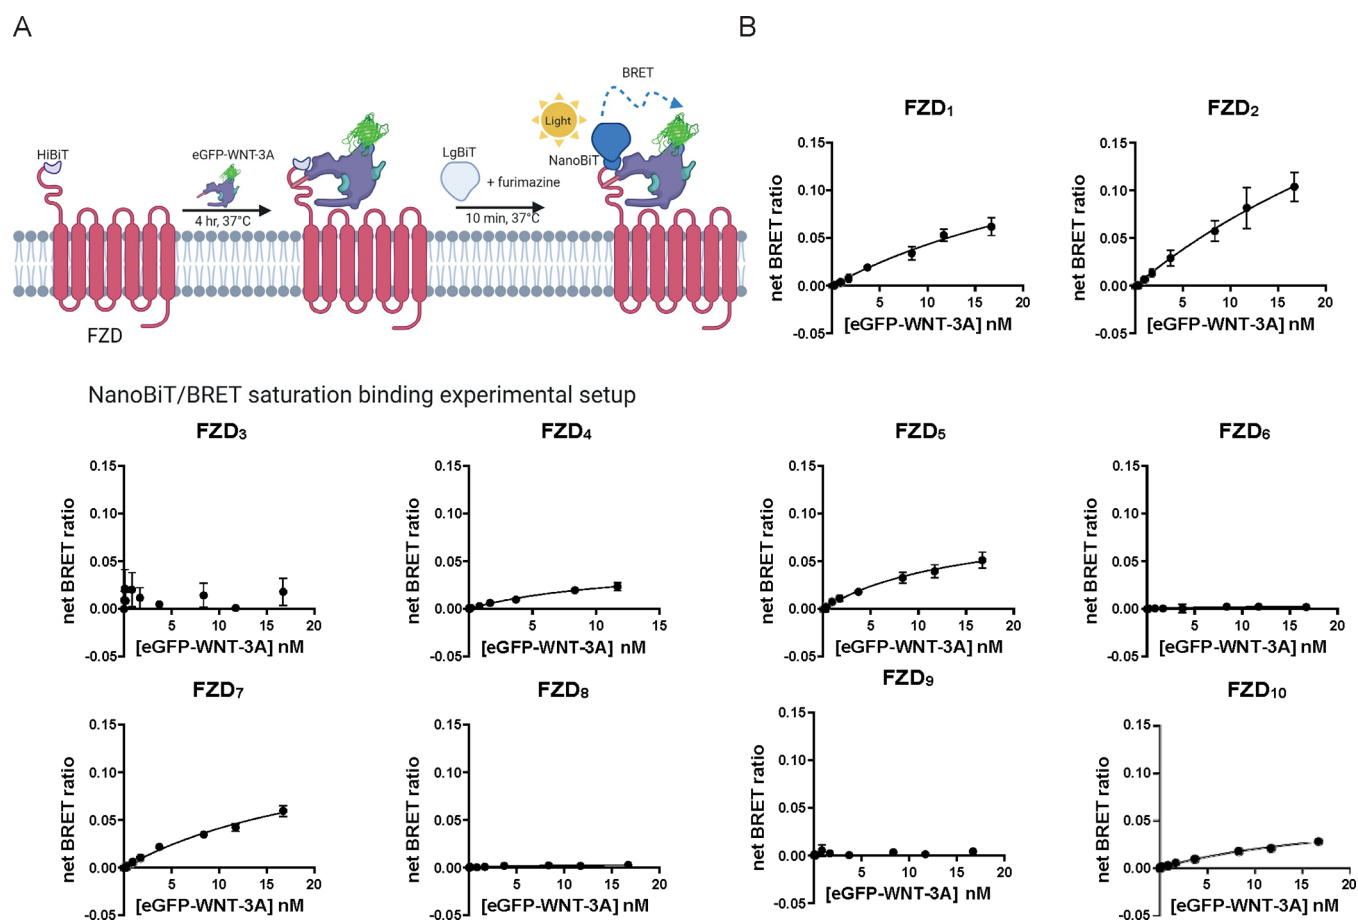 A
B
BRET
Light
HiBiT
eGFP-WNT-3A
4 hr, 37°C
LgBiT
+ furimazine
10 min, 37°C
NanoBiT
FZD
NanoBiT/BRET saturation binding experimental setup
FZD₁
net BRET ratio
0.15
0.10
0.05
0.00
-0.05
5 10 15 20
[eGFP-WNT-3A] nM
FZD₂
net BRET ratio
0.15
0.10
0.05
0.00
-0.05
5 10 15 20
[eGFP-WNT-3A] nM
FZD₃
net BRET ratio
0.15
0.10
0.05
0.00
-0.05
5 10 15 20
[eGFP-WNT-3A] nM
FZD₄
net BRET ratio
0.15
0.10
0.05
0.00
-0.05
5 10 15
[eGFP-WNT-3A] nM
FZD₅
net BRET ratio
0.15
0.10
0.05
0.00
-0.05
5 10 15 20
[eGFP-WNT-3A] nM
FZD₆
net BRET ratio
0.15
0.10
0.05
0.00
-0.05
5 10 15 20
[eGFP-WNT-3A] nM
FZD₇
net BRET ratio
0.15
0.10
0.05
0.00
-0.05
5 10 15 20
[eGFP-WNT-3A] nM
FZD₈
net BRET ratio
0.15
0.10
0.05
0.00
-0.05
5 10 15 20
[eGFP-WNT-3A] nM
FZD₉
net BRET ratio
0.15
0.10
0.05
0.00
-0.05
5 10 15 20
[eGFP-WNT-3A] nM
FZD₁₀
net BRET ratio
0.15
0.10
0.05
0.00
-0.05
5 10 15 20
[eGFP-WNT-3A] nM